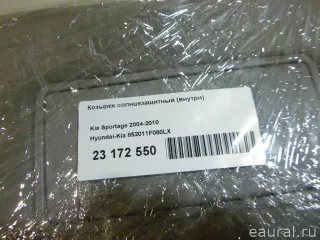 Козырек солнцезащитный (внутри)
Kia Sportage 2004-2010
Hyundai-Kia 852011F060LX
23 172 550
eaural.ru